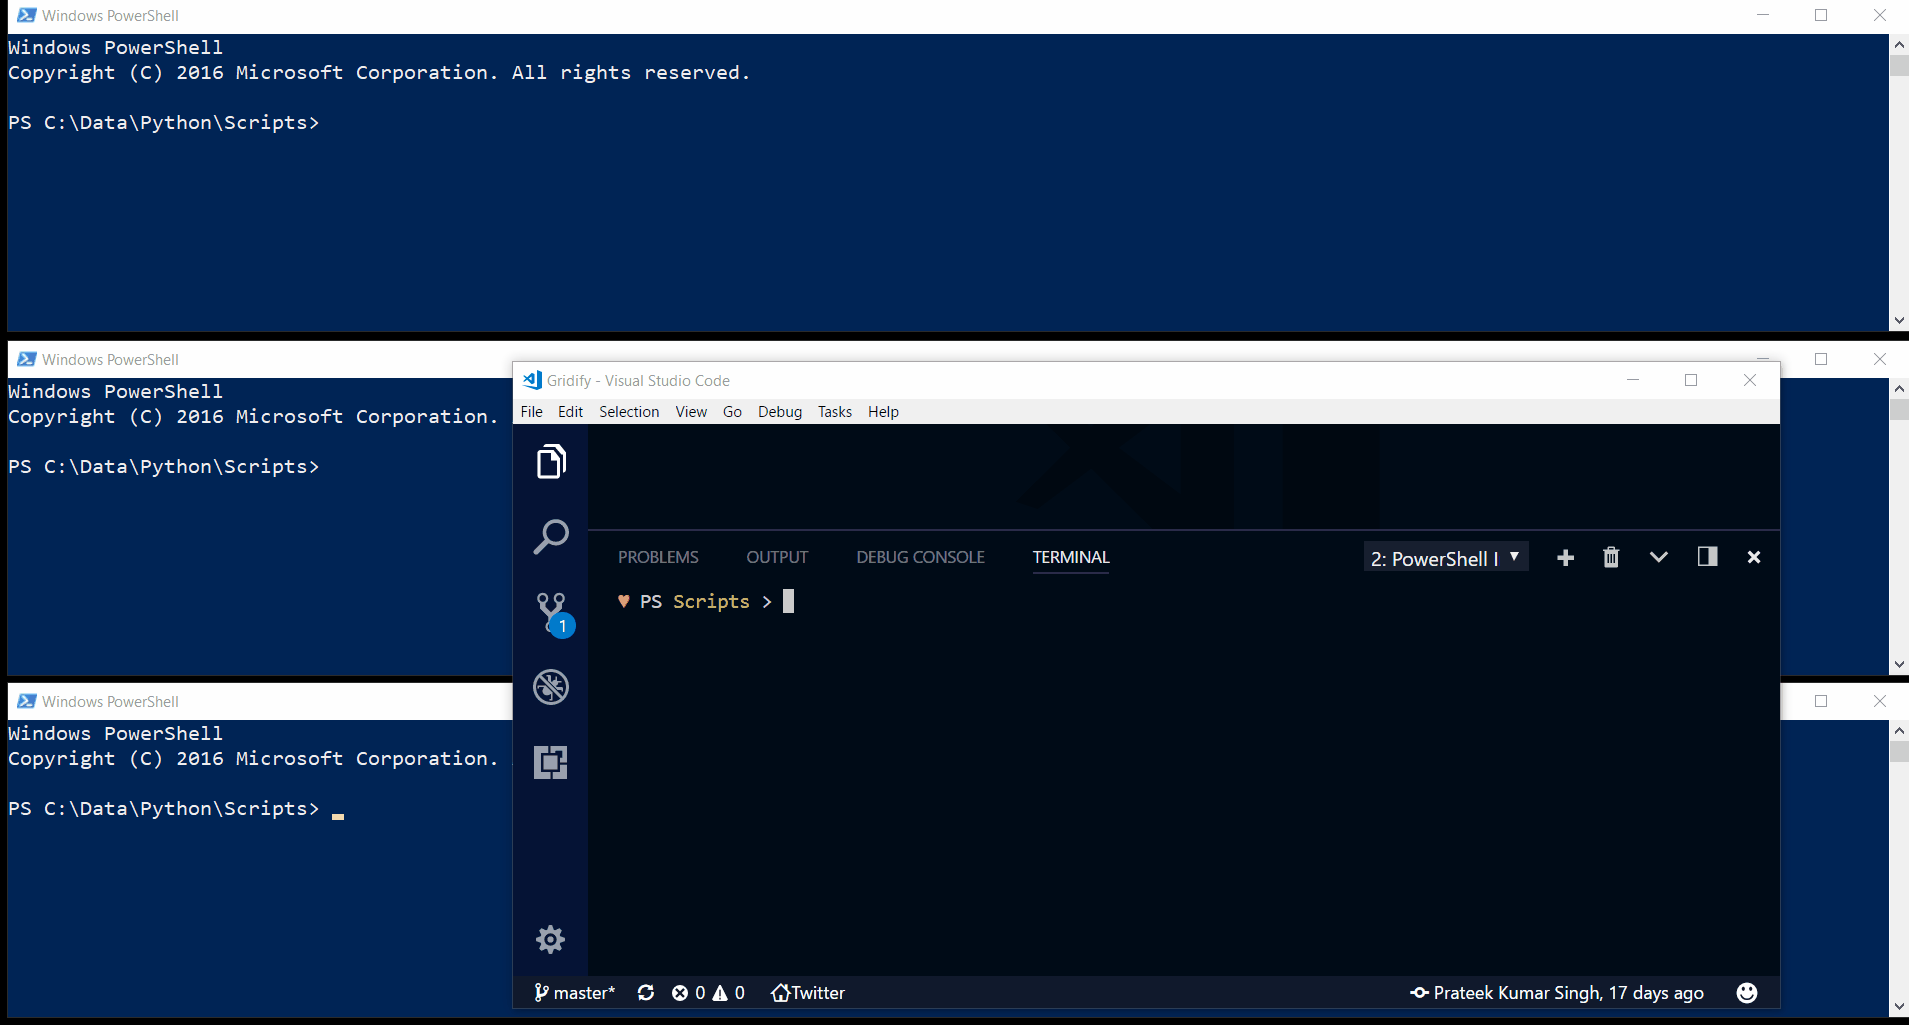 Windows PowerShell
Windows PowerShell
Copyright (C) 2016 Microsoft Corporation. All rights reserved.
PS C:\Data\Python\Scripts>
Windows PowerShell
Windows PowerShell
Copyright (C) 2016 Microsoft Corporation.
PS C:\Data\Python\Scripts>
Gridify - Visual Studio Code
File Edit Selection View Go Debug Tasks Help
PROBLEMS OUTPUT DEBUG CONSOLE TERMINAL 2: PowerShell I
♥ PS Scripts >
1
master* 0 0 Twitter Prateek Kumar Singh, 17 days ago
Windows PowerShell
Windows PowerShell
Copyright (C) 2016 Microsoft Corporation.
PS C:\Data\Python\Scripts>